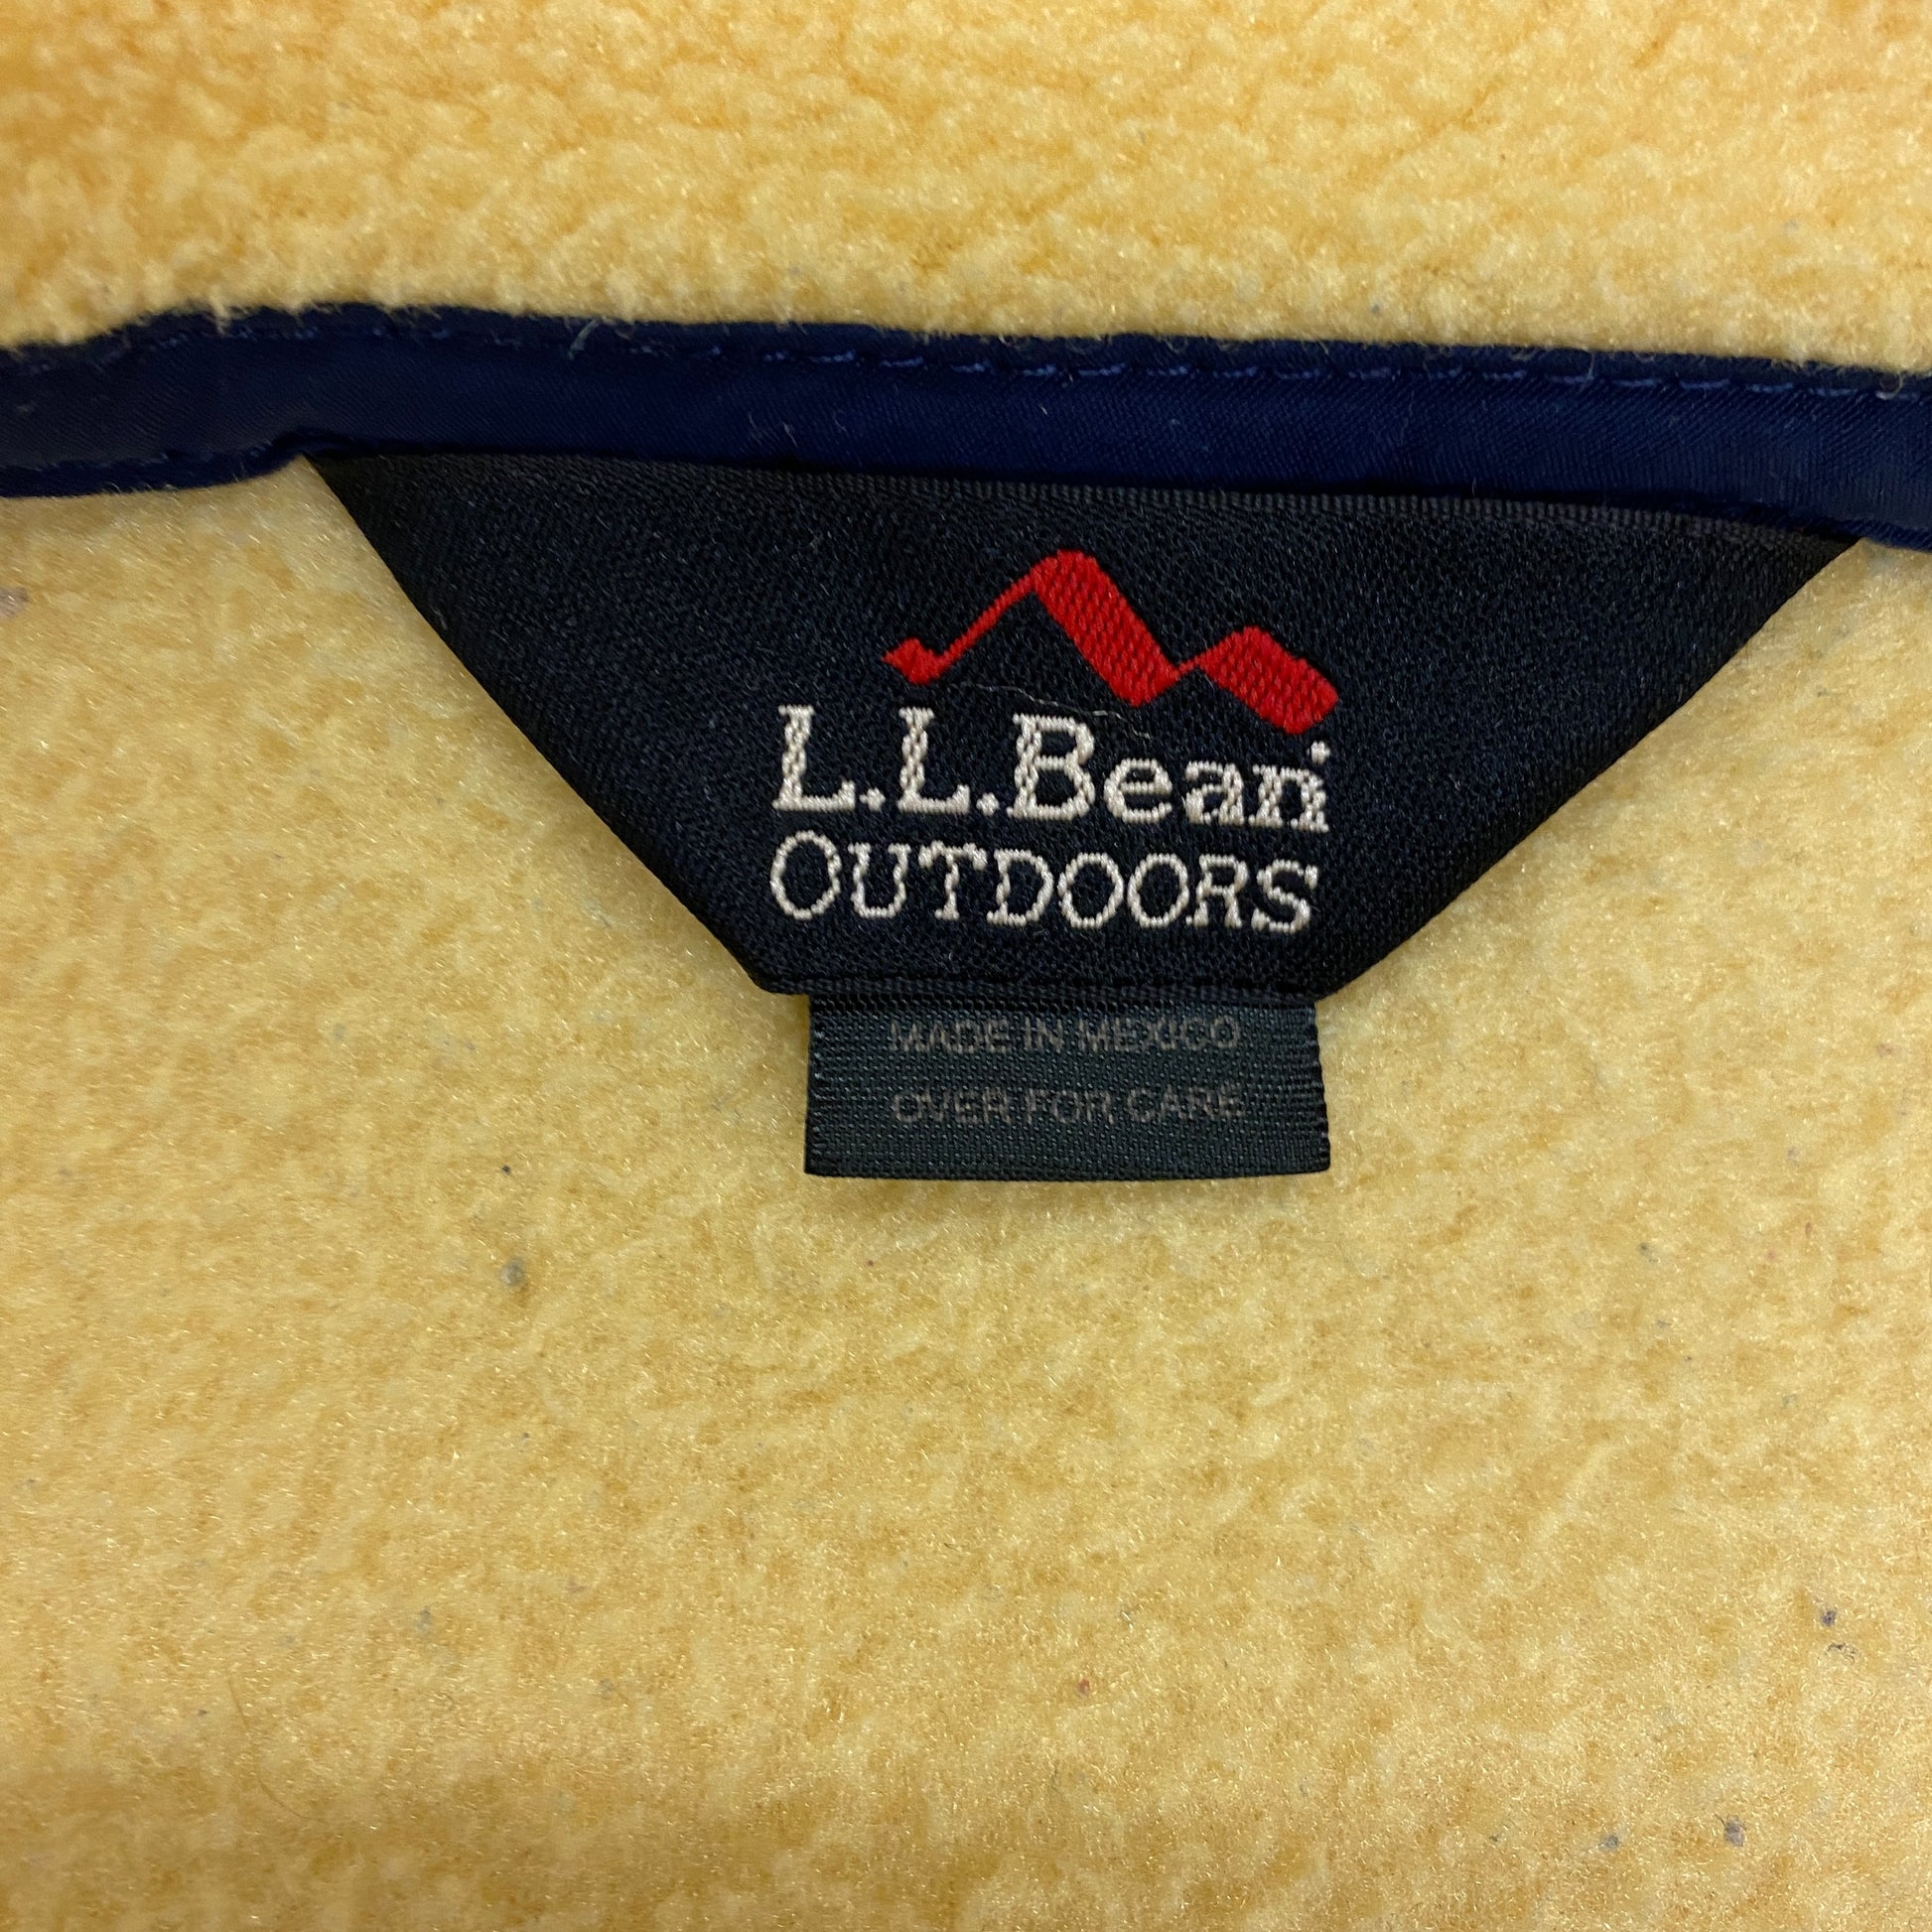 L.L.Bean
OUTDOORS
MADE IN MEXICO
OVER FOR CARE